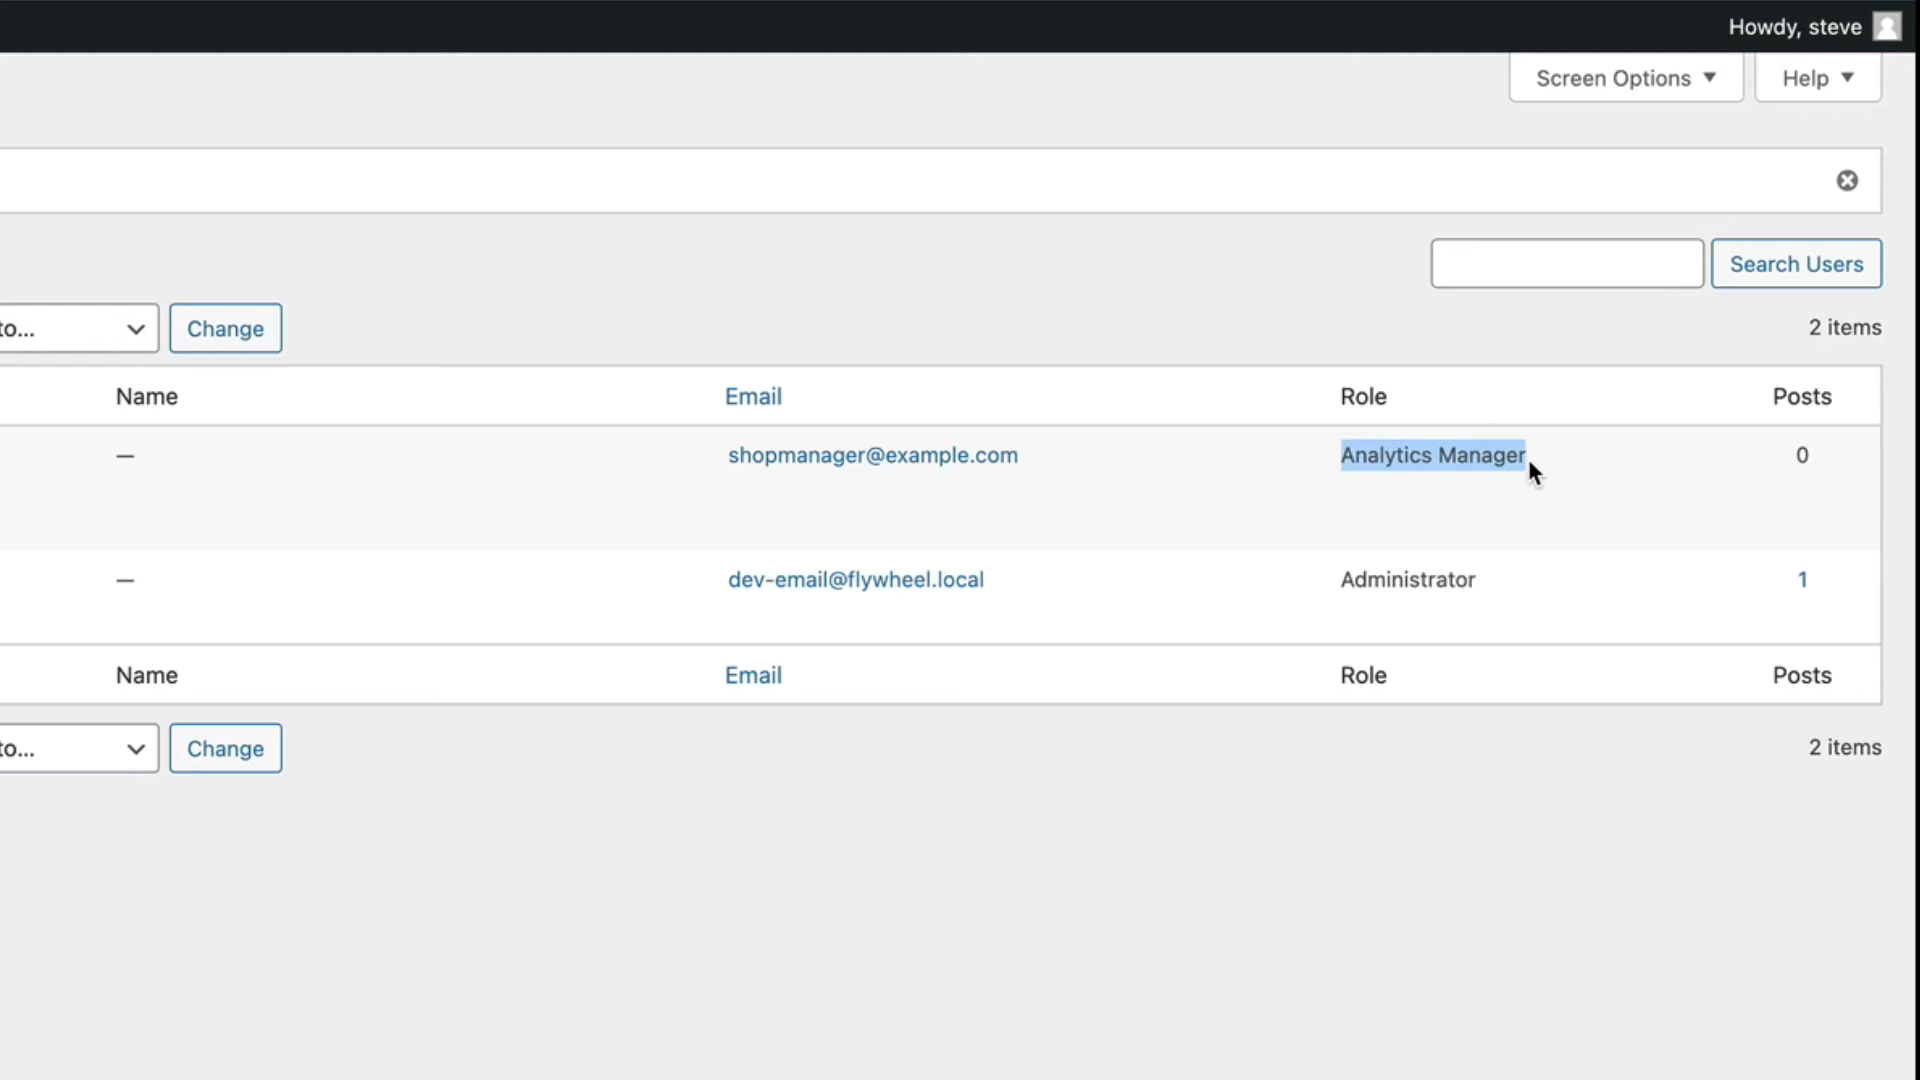 Howdy, steve
Screen Options ▼ Help ▼
Search Users
to... Change 2 items
Name Email Role Posts
— shopmanager@example.com Analytics Manager 0
— dev-email@flywheel.local Administrator 1
Name Email Role Posts
to... Change 2 items